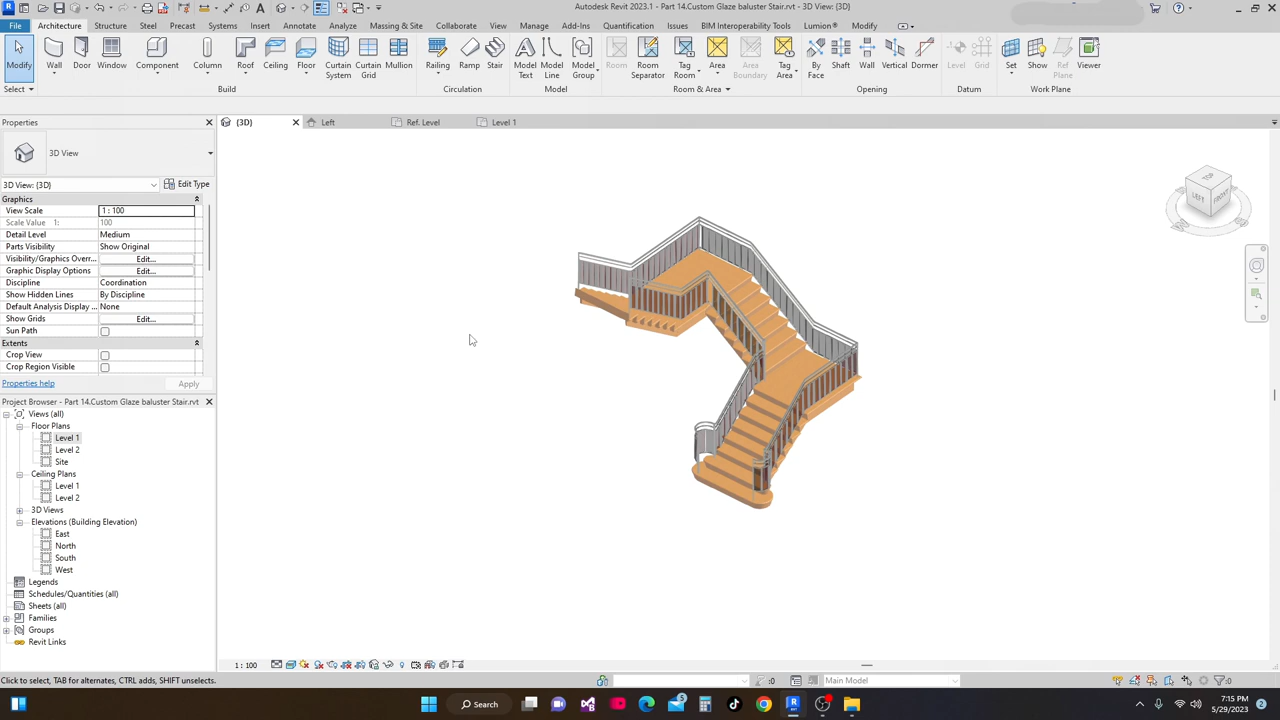 Autodesk Revit 2023.1 - Part 14.Custom Glaze baluster Stair.rvt - 3D View: {3D}
File Architecture Structure Steel Precast Systems Insert Annotate Analyze Massing & Site Collaborate View Manage Add-Ins Quantification Issues BIM Interoperability Tools Lumion® Modify
Modify Wall Door Window Component Column Roof Ceiling Floor Curtain System Curtain Grid Mullion Railing Ramp Stair Model Text Model Line Model Group Room Room Separator Tag Room Area Area Boundary Tag Area By Face Shaft Wall Vertical Dormer Level Grid Set Show Ref Plane Viewer
Select Build Circulation Model Room & Area Opening Datum Work Plane
Properties
{3D} Left Ref. Level Level 1
3D View
3D View: {3D} Edit Type
Graphics
View Scale 1 : 100
Scale Value 1: 100
Detail Level Medium
Parts Visibility Show Original
Visibility/Graphics Overr... Edit...
Graphic Display Options Edit...
Discipline Coordination
Show Hidden Lines By Discipline
Default Analysis Display ... None
Show Grids Edit...
Sun Path
Extents
Crop View
Crop Region Visible
Properties help Apply
Project Browser - Part 14.Custom Glaze baluster Stair.rvt
Views (all)
Floor Plans
Level 1
Level 2
Site
Ceiling Plans
Level 1
Level 2
3D Views
Elevations (Building Elevation)
East
North
South
West
Legends
Schedules/Quantities (all)
Sheets (all)
Families
Groups
Revit Links
TOP LEFT FRONT
1 : 100
Click to select, TAB for alternates, CTRL adds, SHIFT unselects. :0 Main Model :0
Search 7:15 PM
5/29/2023